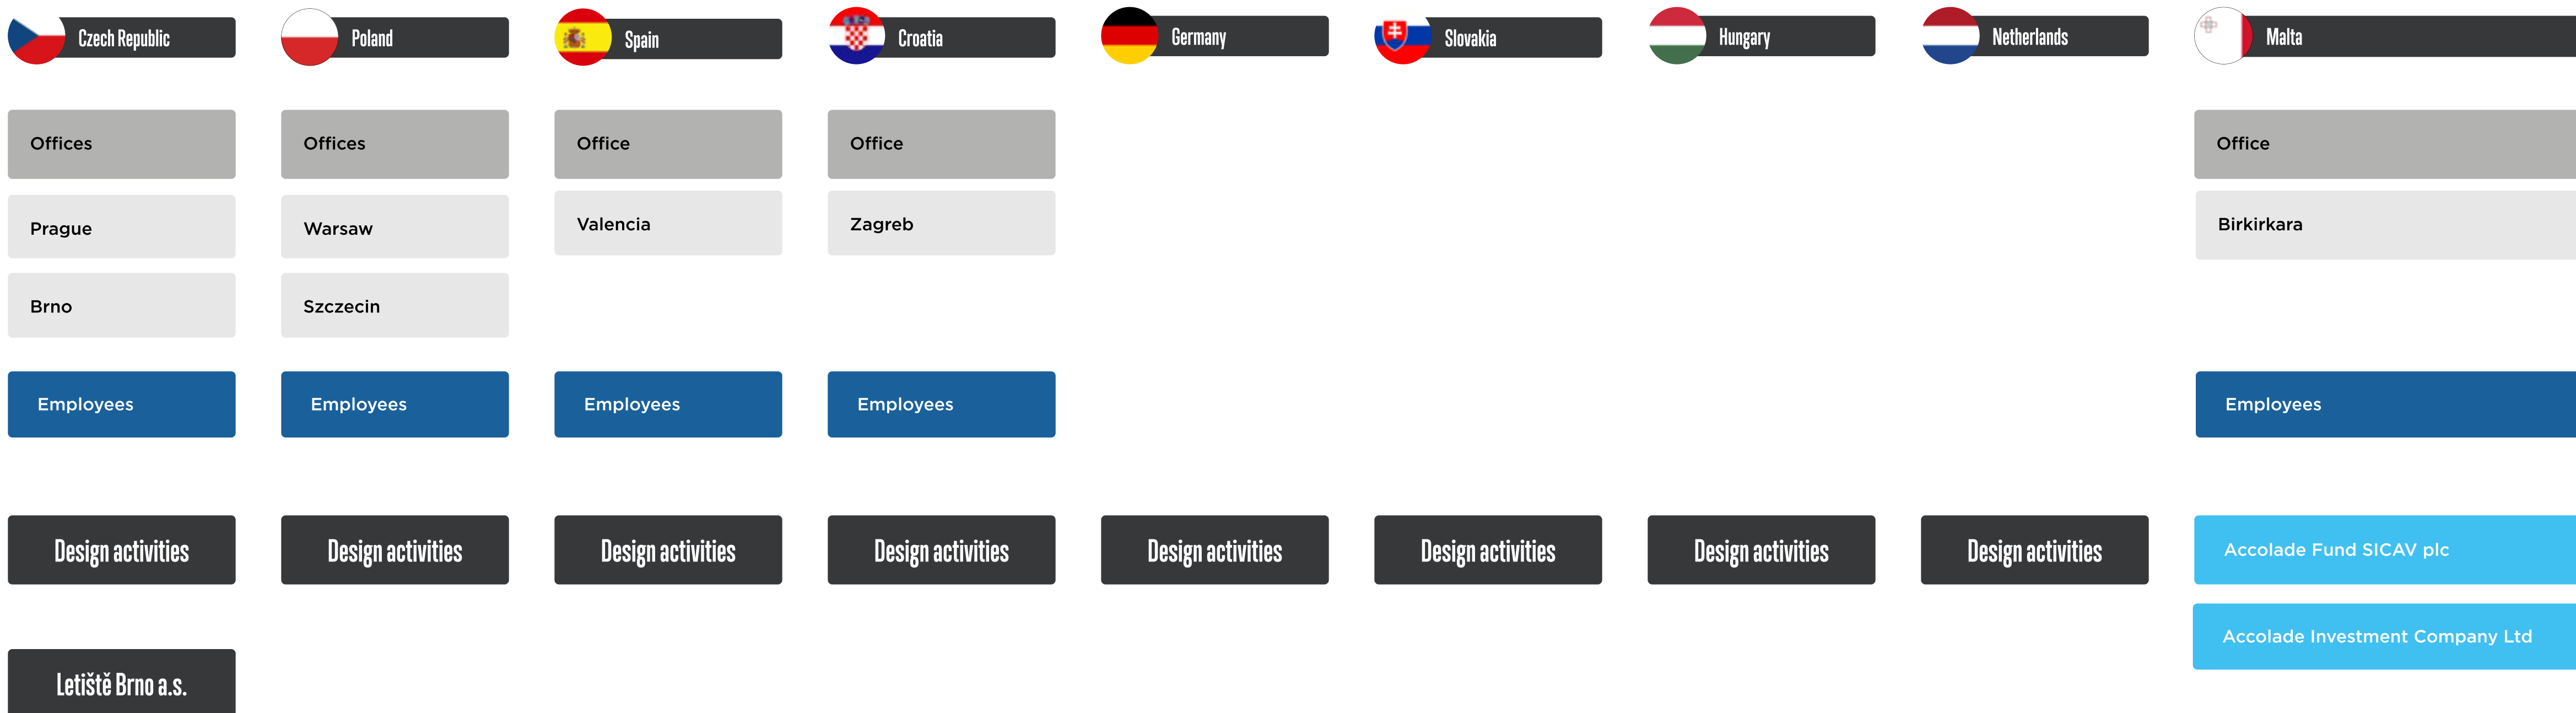 Czech Republic
Poland
Spain
Croatia
Germany
Slovakia
Hungary
Netherlands
Malta
Offices
Offices
Office
Office
Office
Prague
Warsaw
Valencia
Zagreb
Birkirkara
Brno
Szczecin
Employees
Employees
Employees
Employees
Employees
Design activities
Design activities
Design activities
Design activities
Design activities
Design activities
Design activities
Design activities
Accolade Fund SICAV plc
Accolade Investment Company Ltd
Letiště Brno a.s.